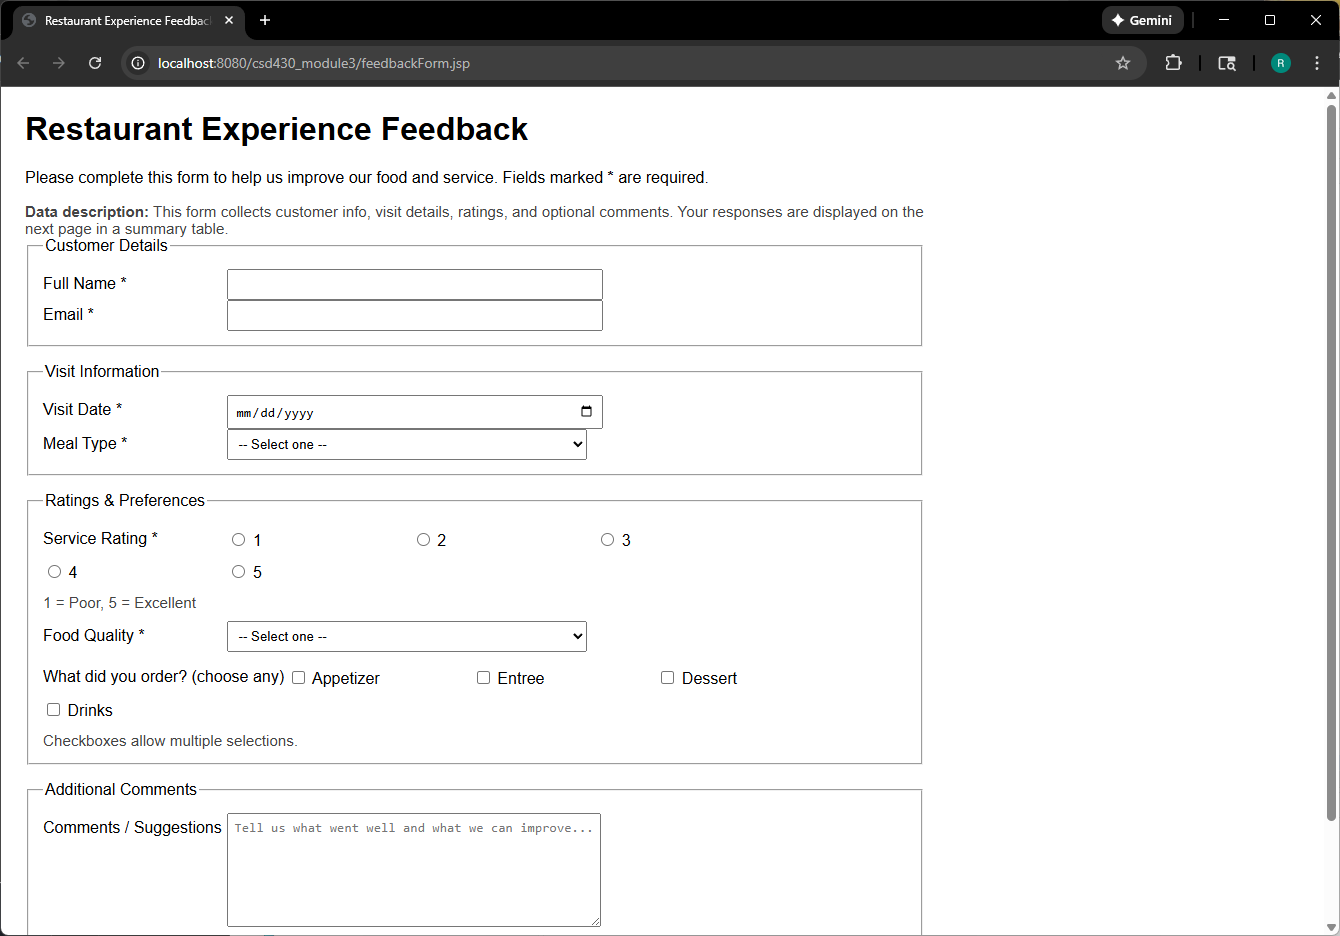 Restaurant Experience Feedbac
Gemini
localhost:8080/csd430_module3/feedbackForm.jsp
R
Restaurant Experience Feedback
Please complete this form to help us improve our food and service. Fields marked * are required.
Data description: This form collects customer info, visit details, ratings, and optional comments. Your responses are displayed on the
next page in a summary table.
Customer Details
Full Name *
Email *
Visit Information
Visit Date * mm/dd/yyyy
Meal Type * -- Select one --
Ratings & Preferences
Service Rating * 1 2 3
4 5
1 = Poor, 5 = Excellent
Food Quality * -- Select one --
What did you order? (choose any) Appetizer Entree Dessert
Drinks
Checkboxes allow multiple selections.
Additional Comments
Comments / Suggestions Tell us what went well and what we can improve...